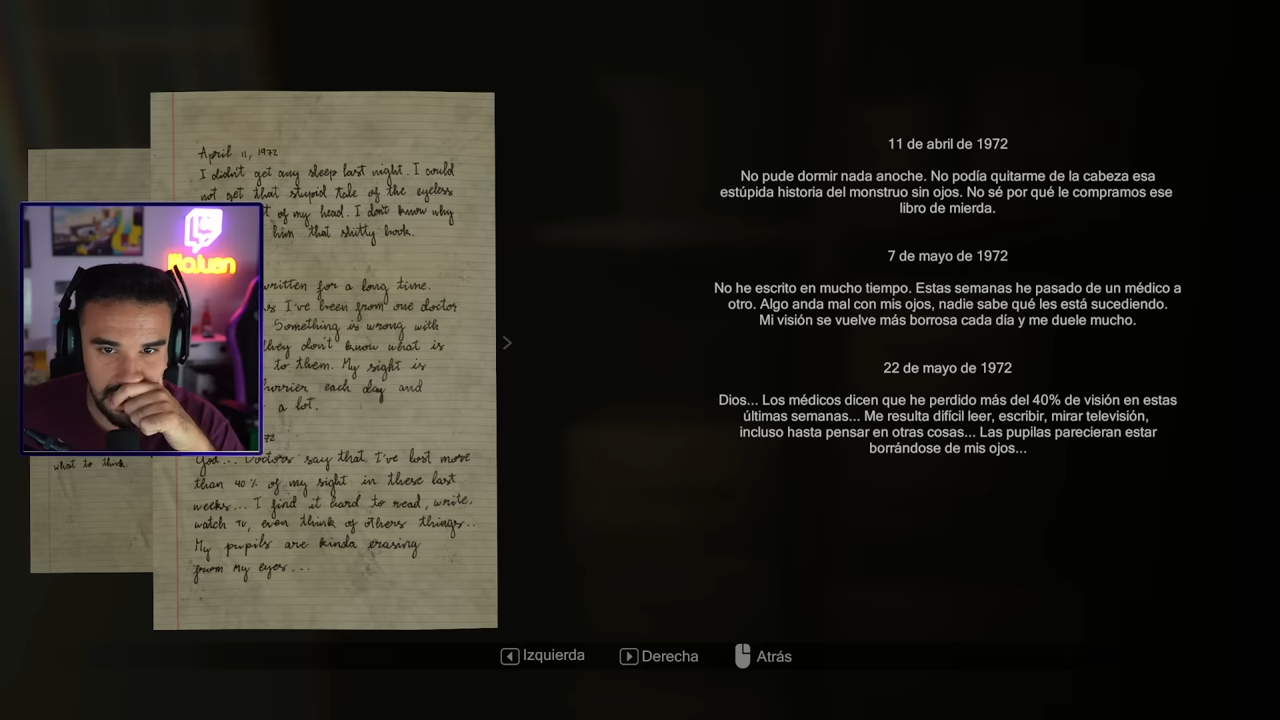 April 11, 1972
I didn't get any sleep last night. I could
not get that stupid tale of the eyeless
of my head. I don't know why
him that shitty book.
written for a long time.
I've been from one doctor
Something is wrong with
they don't know what is
to them. My sight is
each day and
a lot.
72
God... Doctors say that I've lost more
than 40% of my sight in these last
weeks... I find it hard to read, write,
watch TV, even think of others things...
My pupils are kinda erasing
from my eyes...
what to think.
11 de abril de 1972
No pude dormir nada anoche. No podía quitarme de la cabeza esa
estúpida historia del monstruo sin ojos. No sé por qué le compramos ese
libro de mierda.
7 de mayo de 1972
No he escrito en mucho tiempo. Estas semanas he pasado de un médico a
otro. Algo anda mal con mis ojos, nadie sabe qué les está sucediendo.
Mi visión se vuelve más borrosa cada día y me duele mucho.
22 de mayo de 1972
Dios... Los médicos dicen que he perdido más del 40% de visión en estas
últimas semanas... Me resulta difícil leer, escribir, mirar televisión,
incluso hasta pensar en otras cosas... Las pupilas parecieran estar
borrándose de mis ojos...
Izquierda
Derecha
Atrás